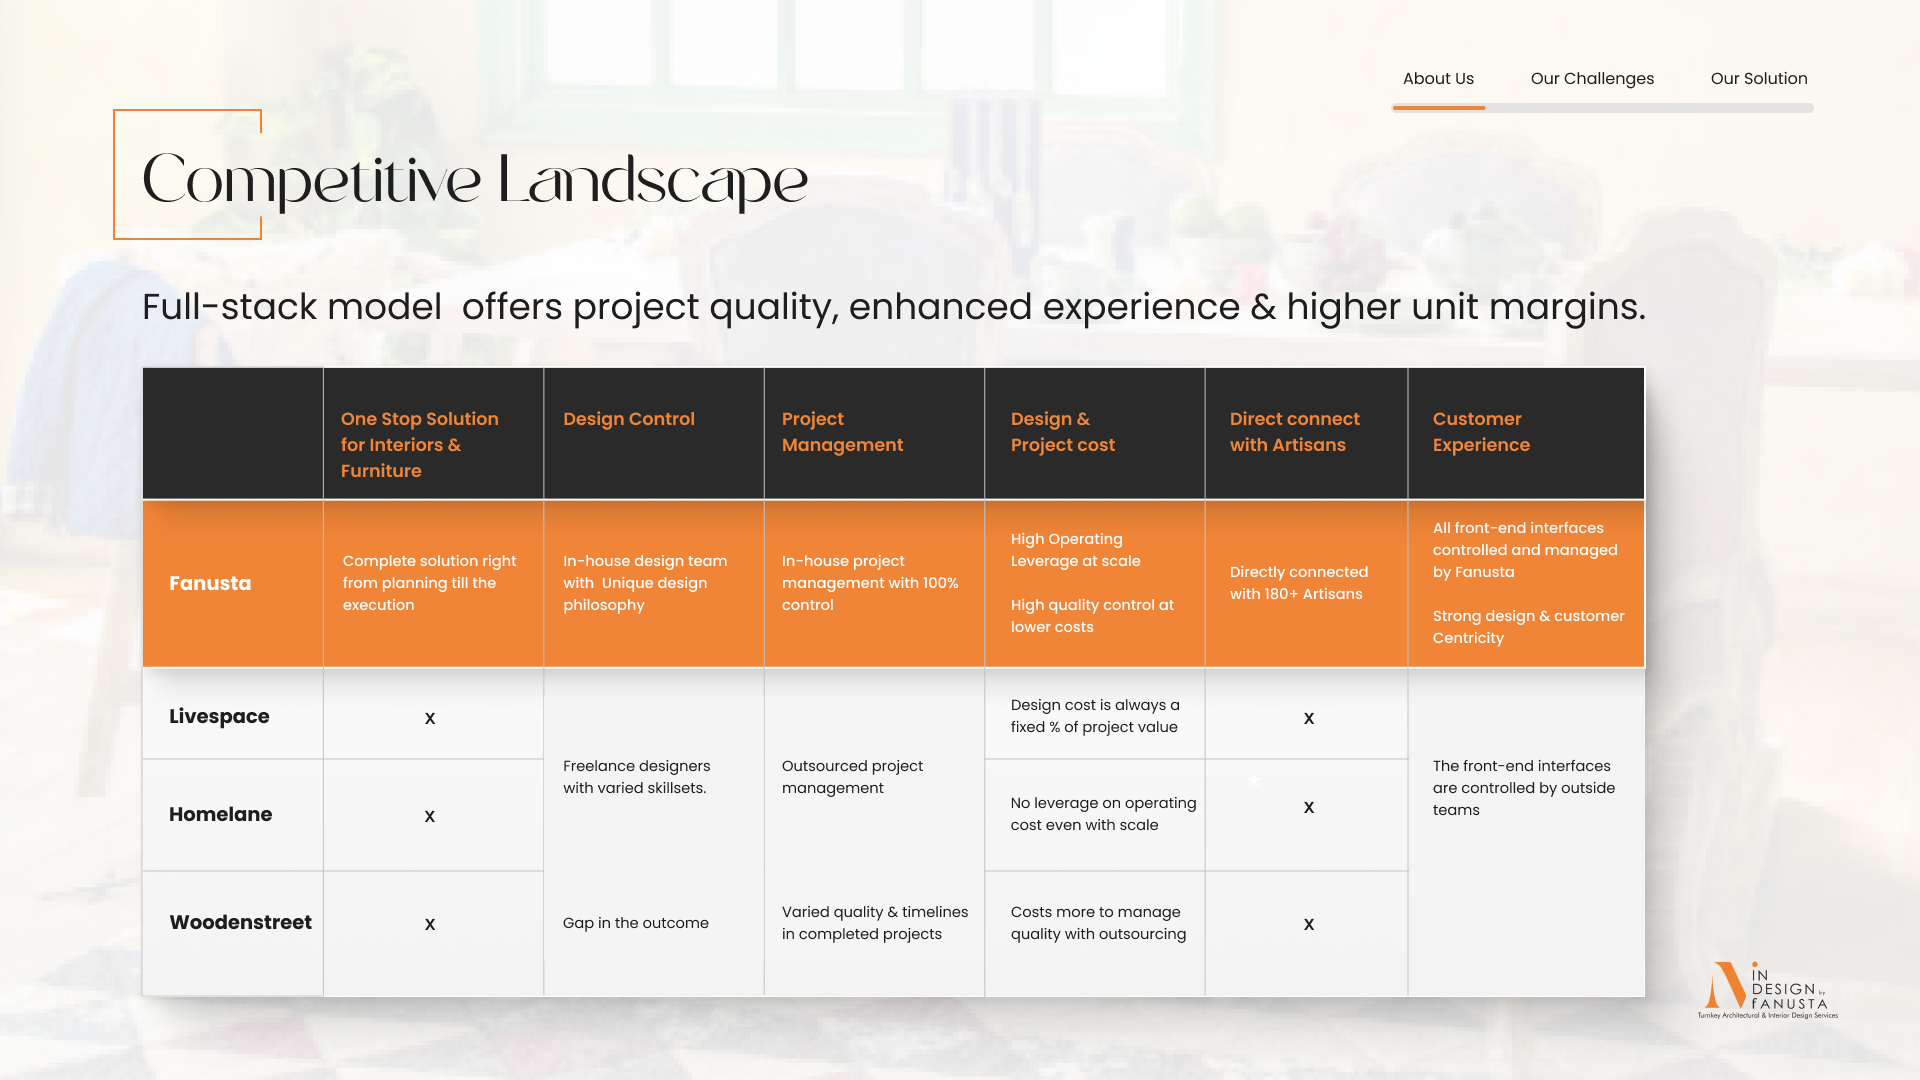 About Us
Our Challenges
Our Solution
Competitive Landscape
Full-stack model  offers project quality, enhanced experience & higher unit margins.
One Stop Solution
for Interiors &
Furniture
Design Control
Project
Management
Design &
Project cost
Direct connect
with Artisans
Customer
Experience
Fanusta
Complete solution right
from planning till the
execution
In-house design team
with  Unique design
philosophy
In-house project
management with 100%
control
High Operating
Leverage at scale
High quality control at
lower costs
Directly connected
with 180+ Artisans
All front-end interfaces
controlled and managed
by Fanusta
Strong design & customer
Centricity
Livespace
x
Design cost is always a
fixed % of project value
x
Freelance designers
with varied skillsets.
Outsourced project
management
The front-end interfaces
are controlled by outside
teams
*
Homelane
x
No leverage on operating
cost even with scale
x
Woodenstreet
x
Gap in the outcome
Varied quality & timelines
in completed projects
Costs more to manage
quality with outsourcing
x
iN
DESIGN by
fANUSTA
Turnkey Architectural & Interior Design Services